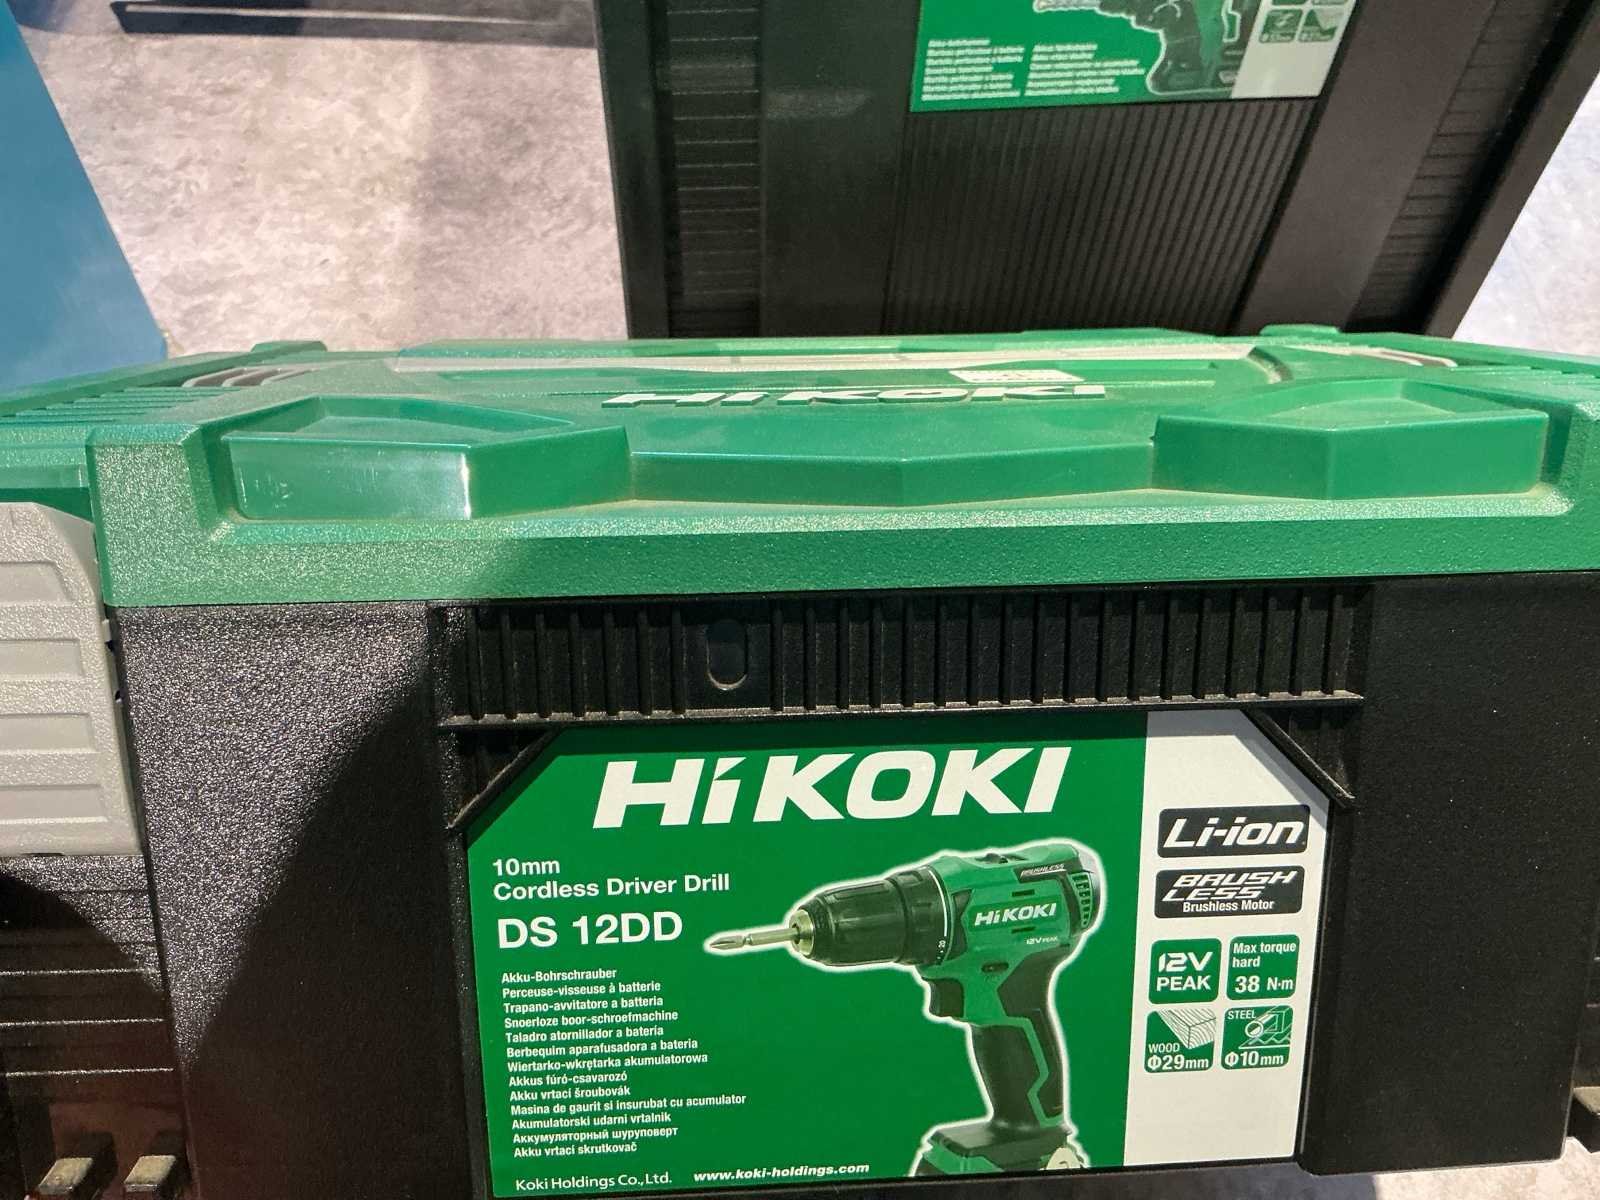 HiKOKI
HiKOKI
Li-ion
BRUSH
LESS
Brushless Motor
10mm
Cordless Driver Drill
DS 12DD
BRUSHLESS
HiKOKI
12V PEAK
20
12V
PEAK
Max torque
hard
38 N·m
WOOD
Φ29mm
STEEL
Φ10mm
Akku-Bohrschrauber
Perceuse-visseuse à batterie
Trapano-avvitatore a batteria
Snoerloze boor-schroefmachine
Taladro atornillador a batería
Berbequim aparafusadora a bateria
Wiertarko-wkrętarka akumulatorowa
Akkus fúró-csavarozó
Akku vrtací šroubovák
Masina de gaurit si insurubat cu acumulator
Akumulatorski udarni vrtalnik
Аккумуляторный шуруповерт
Akku vrtací skrutkovač
Koki Holdings Co.,Ltd. www.koki-holdings.com